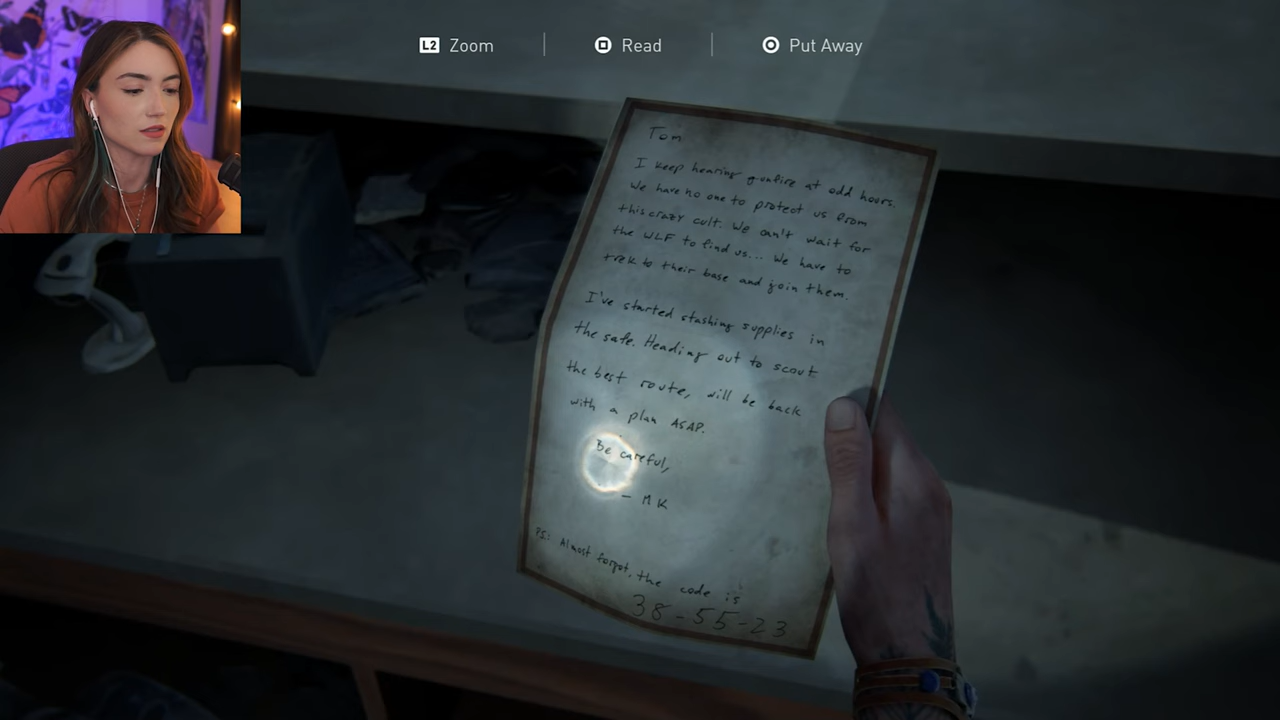 L2 Zoom | Read | Put Away
Tom
I keep hearing gunfire at odd hours.
We have no one to protect us from
this crazy cult. We can't wait for
the WLF to find us... We have to
trek to their base and join them.
I've started stashing supplies in
the safe. Heading out to scout
the best route, will be back
with a plan ASAP.
Be careful,
- MK
PS: Almost forgot, the code is
38-55-23